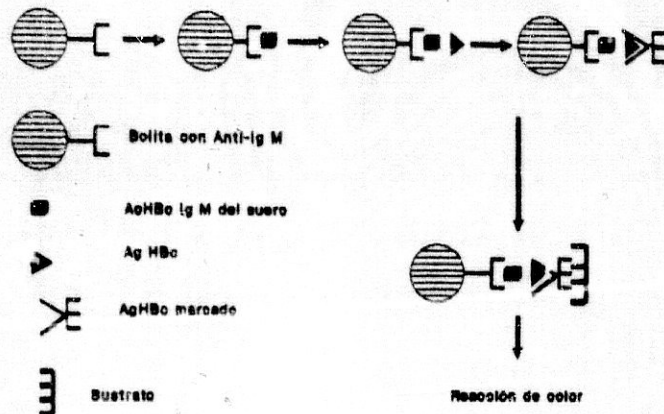 Bolita con Anti-Ig M
AcHBc Ig M del suero
Ag HBc
AgHBc marcado
Sustrato
Reacción de color